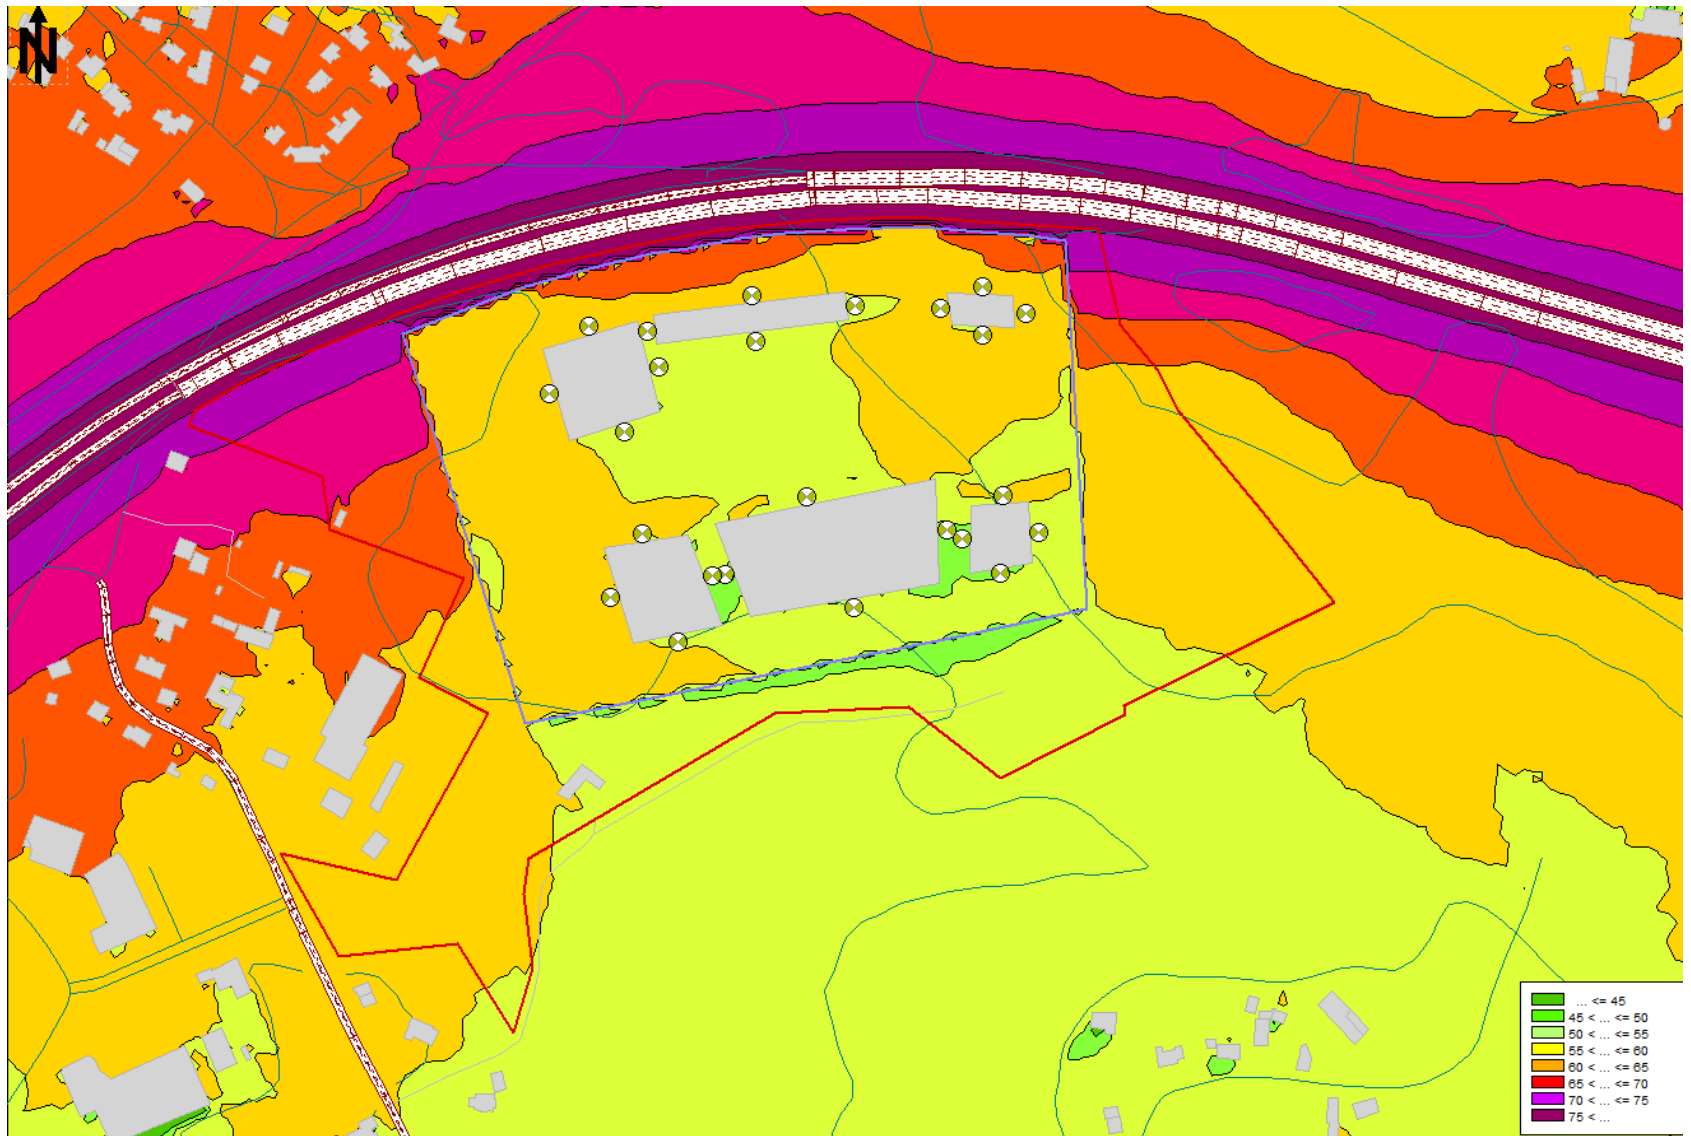 N
... <= 45
45 < ... <= 50
50 < ... <= 55
55 < ... <= 60
60 < ... <= 65
65 < ... <= 70
70 < ... <= 75
75 < ...